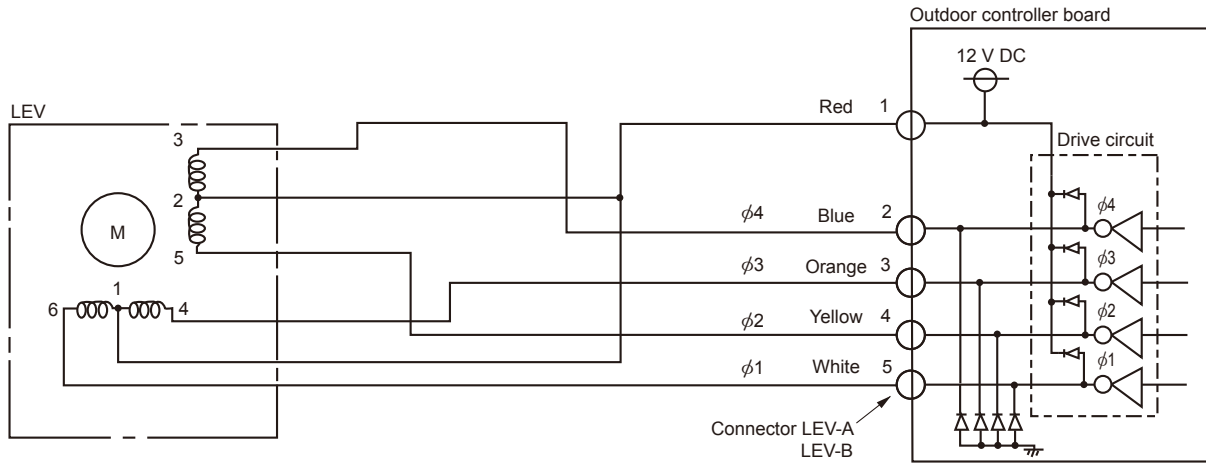 Outdoor controller board
12 V DC
LEV
Red 1
Drive circuit
3
2
ϕ4 Blue 2 ϕ4
M
5
ϕ3 Orange 3 ϕ3
1
6 4
ϕ2 Yellow 4 ϕ2
ϕ1 White 5 ϕ1
Connector LEV-A
LEV-B